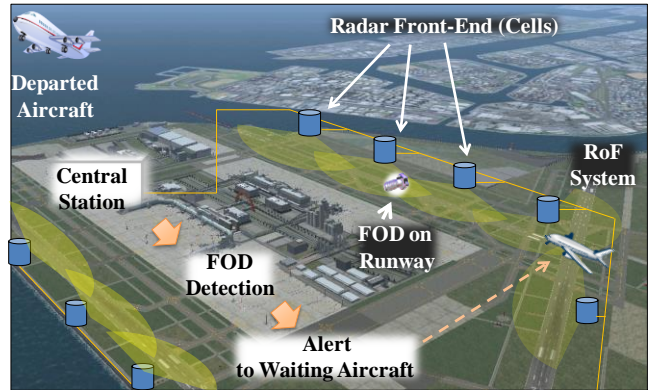 Radar Front-End (Cells)
Departed
Aircraft
RoF
System
Central
Station
FOD on
Runway
FOD
Detection
Alert
to Waiting Aircraft